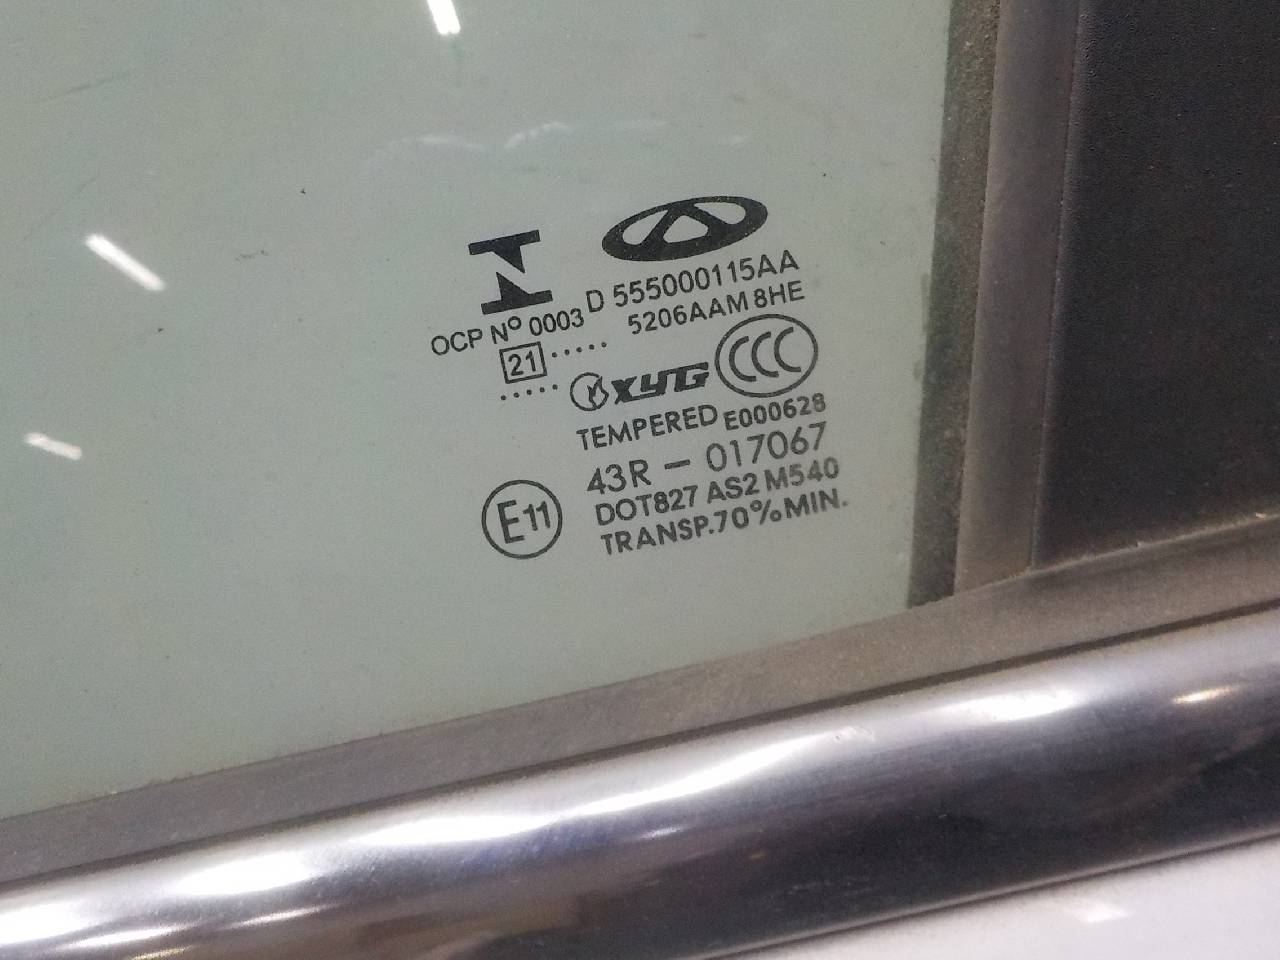 D 555000115AA
OCP Nº 0003
5206AAM 8HE
21 .....
.....
XYG
CCC
TEMPERED E000628
43R - 017067
E11
DOT827 AS2 M540
TRANSP.70%MIN.